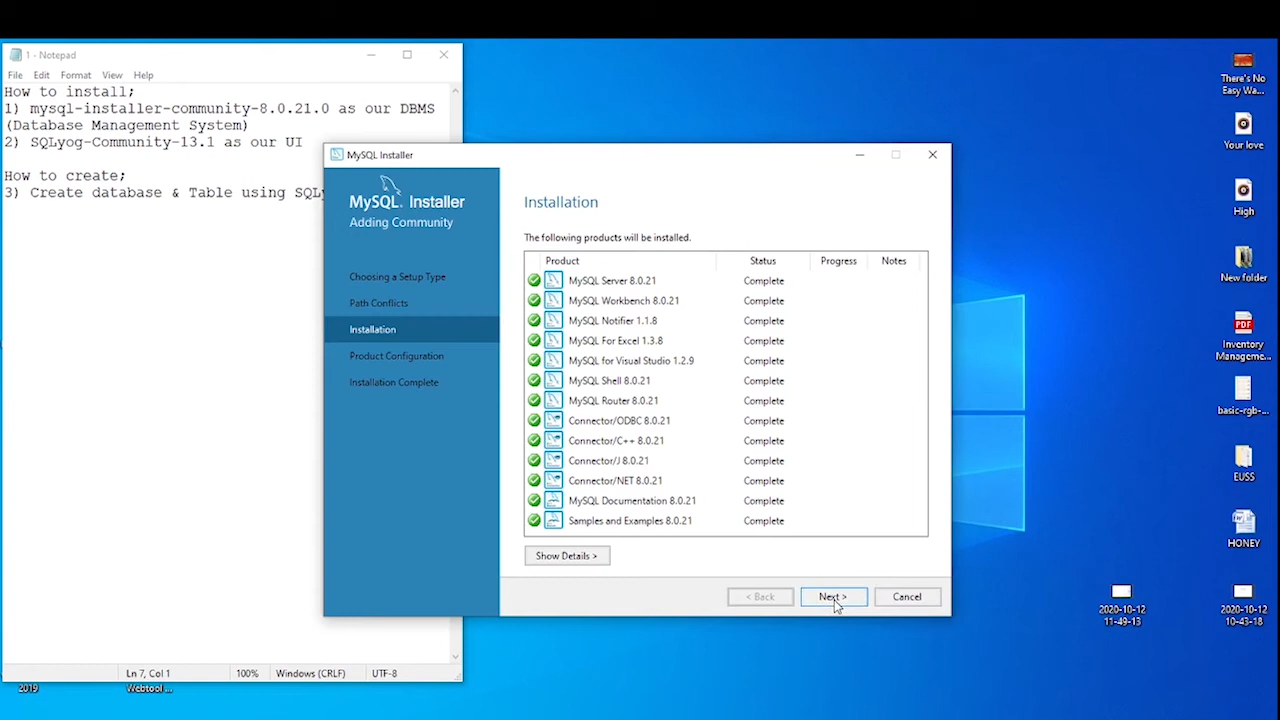 1 - Notepad
File Edit Format View Help
How to install;
1) mysql-installer-community-8.0.21.0 as our DBMS
(Database Management System)
2) SQLyog-Community-13.1 as our UI
How to create;
3) Create database & Table using
Ln 7, Col 1 100% Windows (CRLF) UTF-8
2019
Webtool ...
MySQL Installer
MySQL. Installer
Adding Community
Choosing a Setup Type
Path Conflicts
Installation
Product Configuration
Installation Complete
Installation
The following products will be installed.
Product Status Progress Notes
MySQL Server 8.0.21 Complete
MySQL Workbench 8.0.21 Complete
MySQL Notifier 1.1.8 Complete
MySQL For Excel 1.3.8 Complete
MySQL for Visual Studio 1.2.9 Complete
MySQL Shell 8.0.21 Complete
MySQL Router 8.0.21 Complete
Connector/ODBC 8.0.21 Complete
Connector/C++ 8.0.21 Complete
Connector/J 8.0.21 Complete
Connector/NET 8.0.21 Complete
MySQL Documentation 8.0.21 Complete
Samples and Examples 8.0.21 Complete
Show Details >
< Back Next > Cancel
There's No
Easy Wa...
Your love
High
New folder
PDF
Inventory
Manageme...
basic-rgb-...
EUSS
HONEY
2020-10-12
11-49-13
2020-10-12
10-43-18